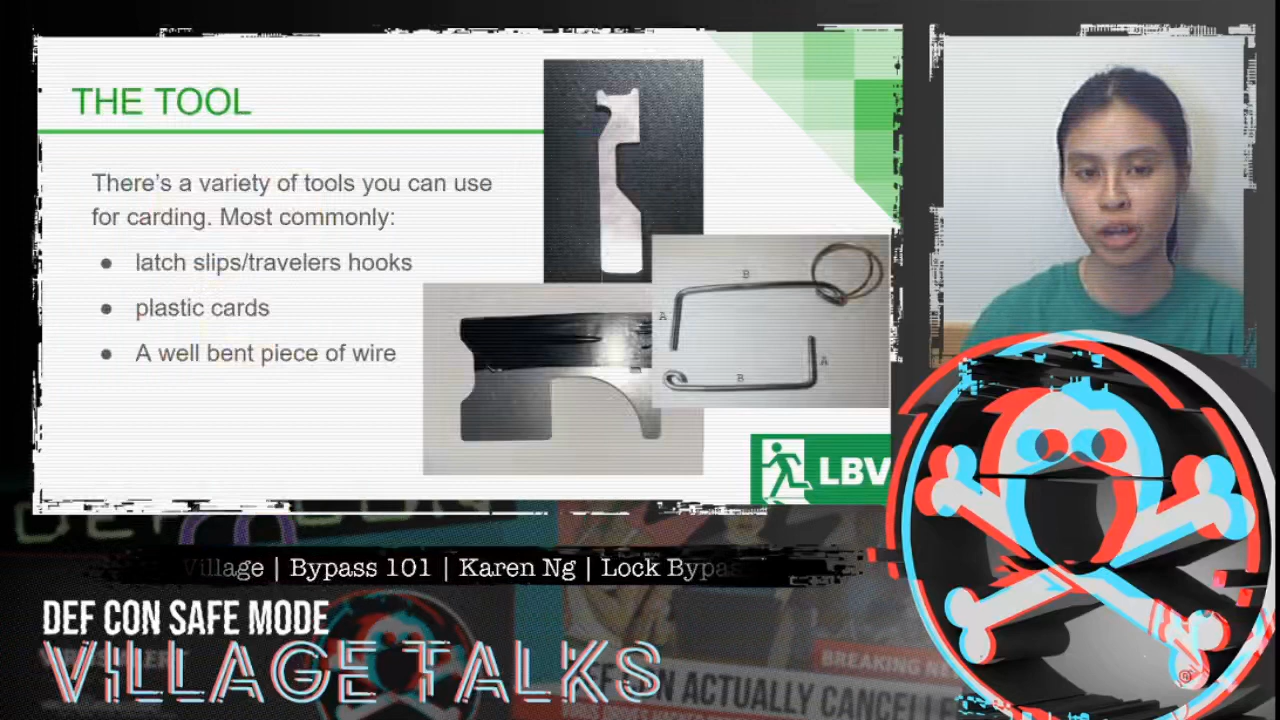 THE TOOL
There's a variety of tools you can use
for carding. Most commonly:
● latch slips/travelers hooks
● plastic cards
● A well bent piece of wire
B
A
A
B
LBV
Village | Bypass 101 | Karen Ng | Lock Bypas
DEF CON SAFE MODE
VILLAGE TALKS
DEF CON
BREAKING NE
ACTUALLY CANCELLE
®